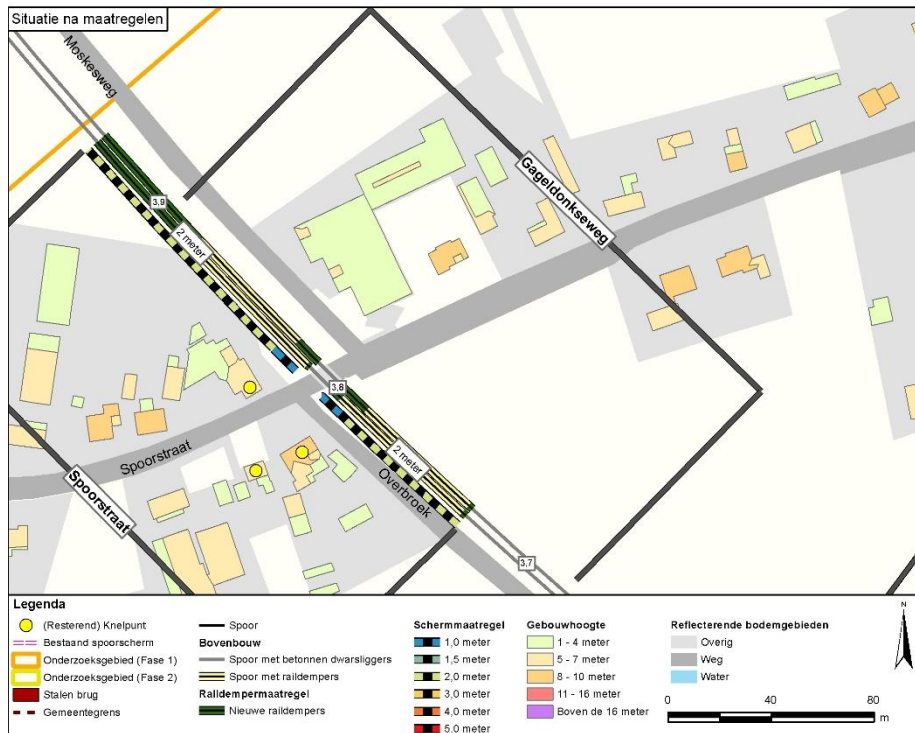 Situatie na maatregelen
Moskesweg
3,9
2 meter
Gageldonkseweg
3,8
Spoorstraat
2 meter
Overbroek
Spoorstraat
3,7
Legenda
(Resterend) Knelpunt
Bestaand spoorscherm
Onderzoeksgebied (Fase 1)
Onderzoeksgebied (Fase 2)
Stalen brug
Gemeentegrens
Spoor
Bovenbouw
Spoor met betonnen dwarsliggers
Spoor met raildempers
Raildempermaatregel
Nieuwe raildempers
Schermmaatregel
1,0 meter
1,5 meter
2,0 meter
3,0 meter
4,0 meter
5,0 meter
Gebouwhoogte
1 - 4 meter
5 - 7 meter
8 - 10 meter
11 - 16 meter
Boven de 16 meter
Reflecterende bodemgebieden
Overig
Weg
Water
N
0 40 80
m